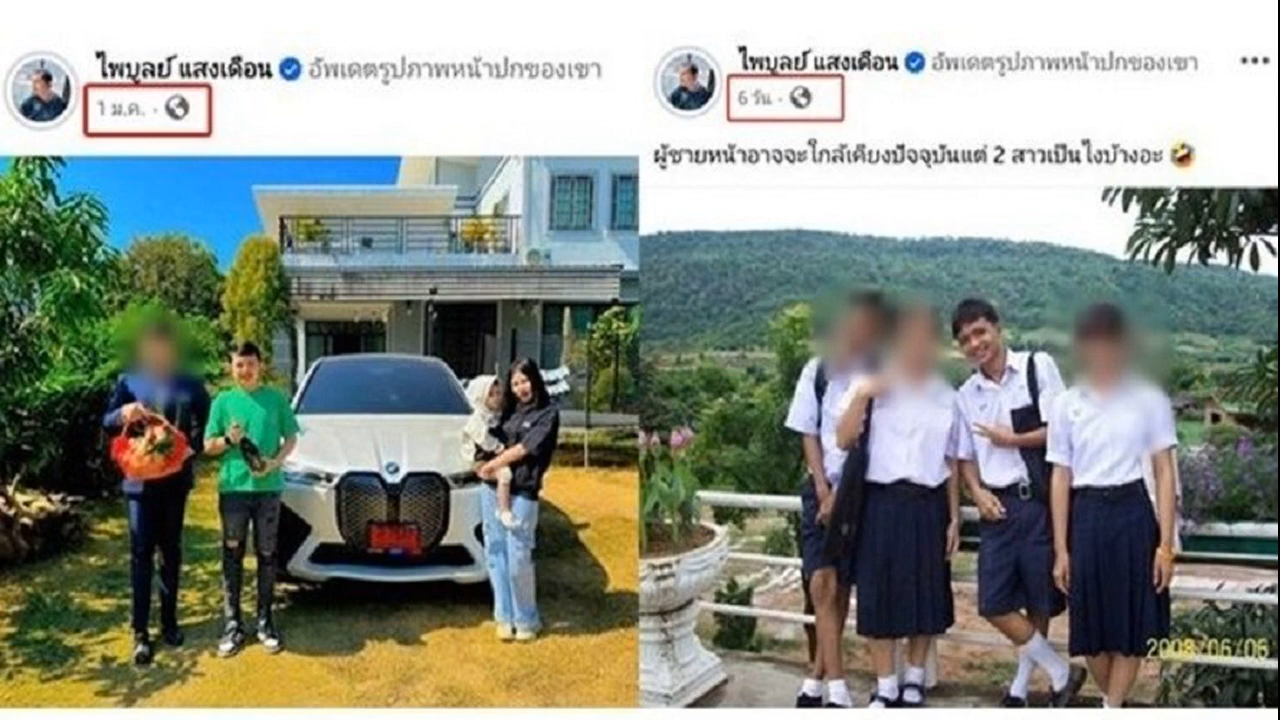 ไพบูลย์ แสงเดือน อัพเดตรูปภาพหน้าปกของเขา
1 ม.ค. ·
ไพบูลย์ แสงเดือน อัพเดตรูปภาพหน้าปกของเขา
6 วัน ·
ผู้ชายหน้าอาจจะใกล้เคียงปัจจุบันแต่ 2 สาวเป็นไงบ้างอะ 🤣
2008/06/06